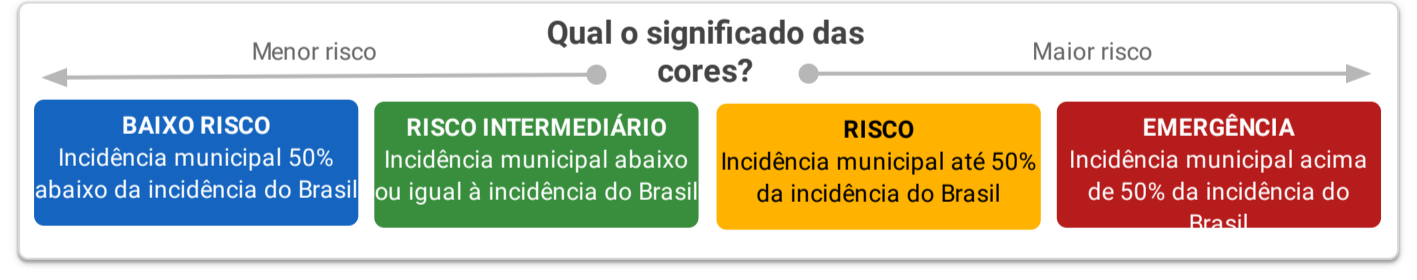 Qual o significado das
cores?
Menor risco
Maior risco
BAIXO RISCO
Incidência municipal 50%
abaixo da incidência do Brasil
RISCO INTERMEDIÁRIO
Incidência municipal abaixo
ou igual à incidência do Brasil
RISCO
Incidência municipal até 50%
da incidência do Brasil
EMERGÊNCIA
Incidência municipal acima
de 50% da incidência do
Brasil